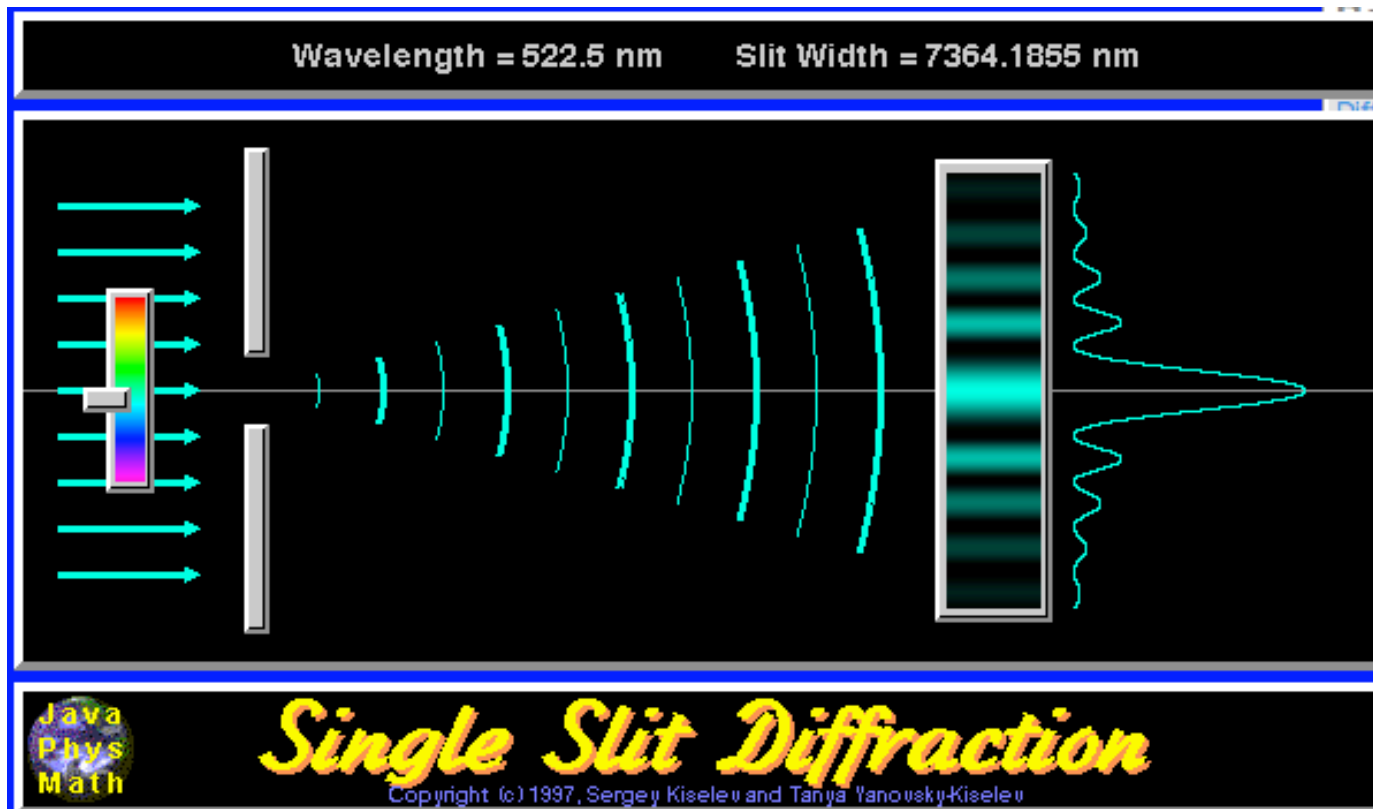 Wavelength = 522.5 nm Slit Width = 7364.1855 nm
Java
Phys
Math
Single Slit Diffraction
Copyright (c) 1997, Sergey Kiselev and Tanya Yanovsky-Kiselev